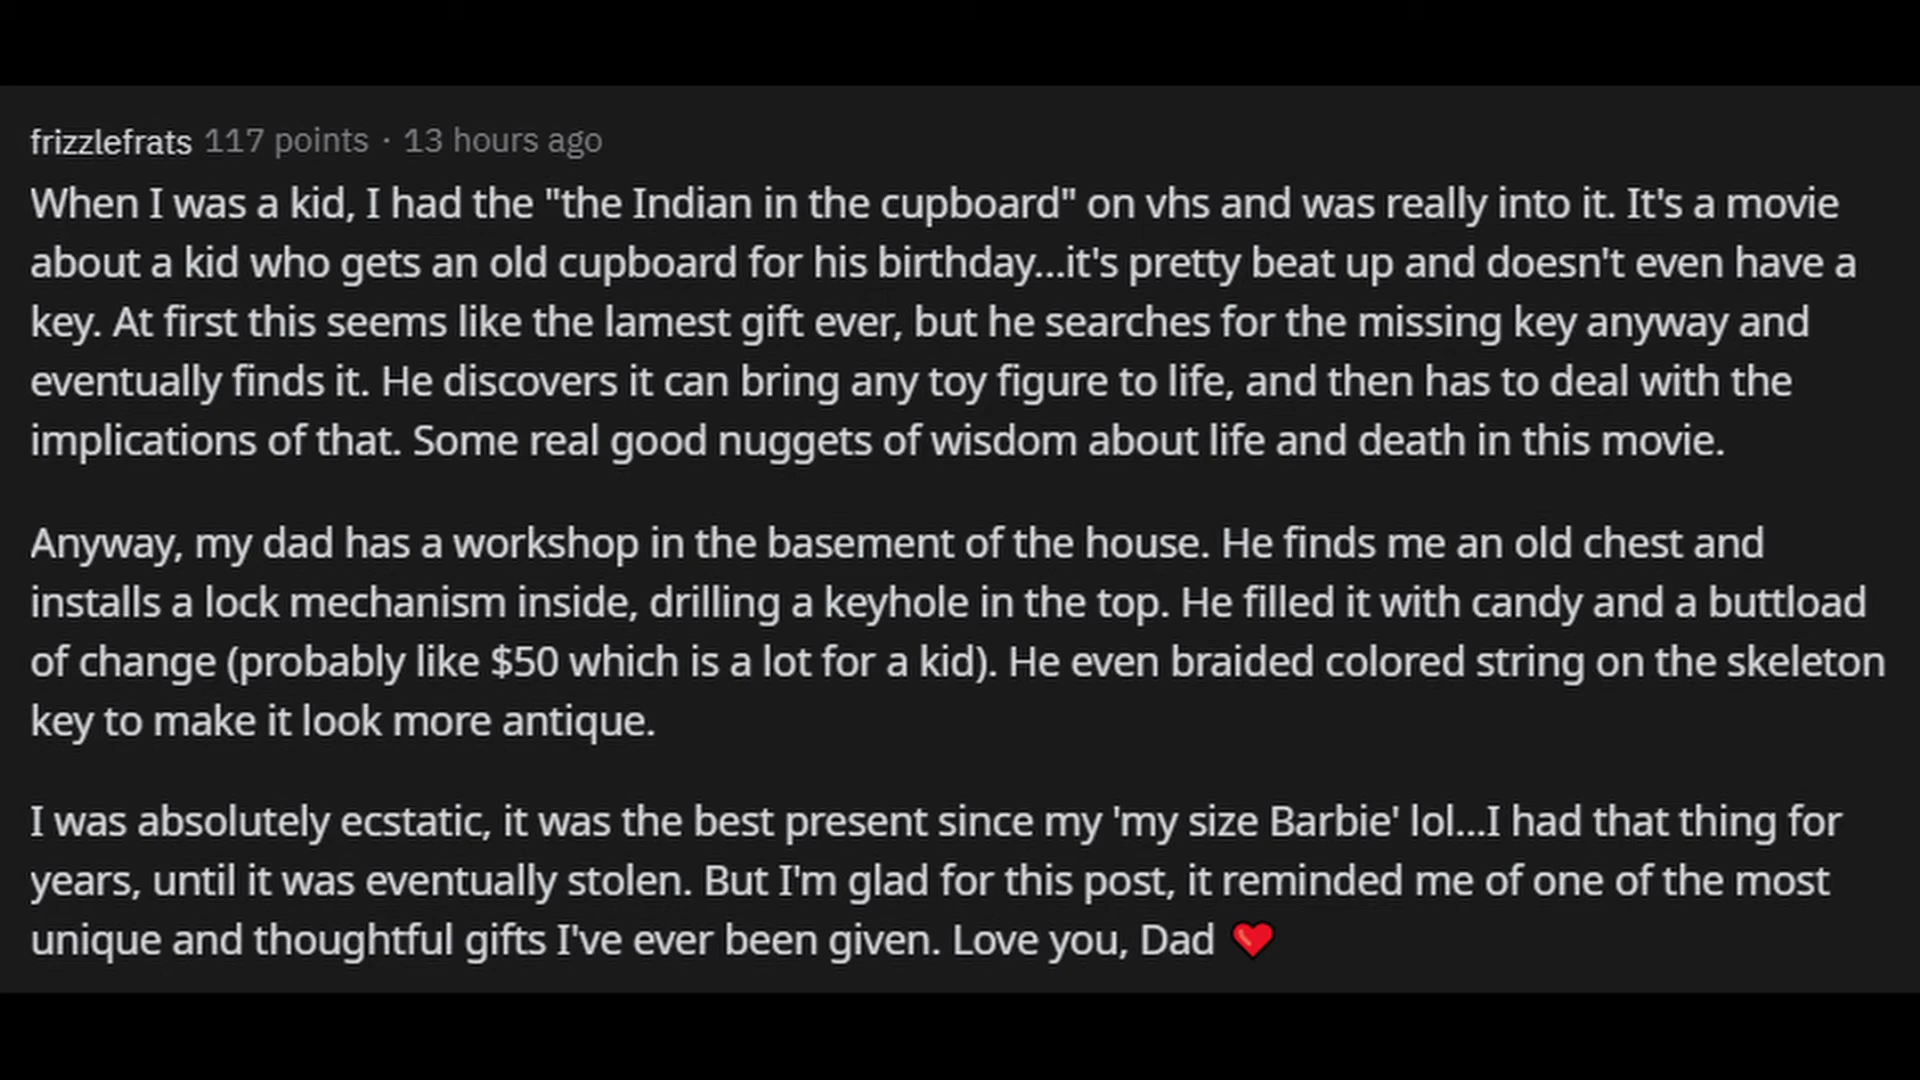 frizzlefrats 117 points · 13 hours ago
When I was a kid, I had the "the Indian in the cupboard" on vhs and was really into it. It's a movie
about a kid who gets an old cupboard for his birthday...it's pretty beat up and doesn't even have a
key. At first this seems like the lamest gift ever, but he searches for the missing key anyway and
eventually finds it. He discovers it can bring any toy figure to life, and then has to deal with the
implications of that. Some real good nuggets of wisdom about life and death in this movie.
Anyway, my dad has a workshop in the basement of the house. He finds me an old chest and
installs a lock mechanism inside, drilling a keyhole in the top. He filled it with candy and a buttload
of change (probably like $50 which is a lot for a kid). He even braided colored string on the skeleton
key to make it look more antique.
I was absolutely ecstatic, it was the best present since my 'my size Barbie' lol...I had that thing for
years, until it was eventually stolen. But I'm glad for this post, it reminded me of one of the most
unique and thoughtful gifts I've ever been given. Love you, Dad ❤️